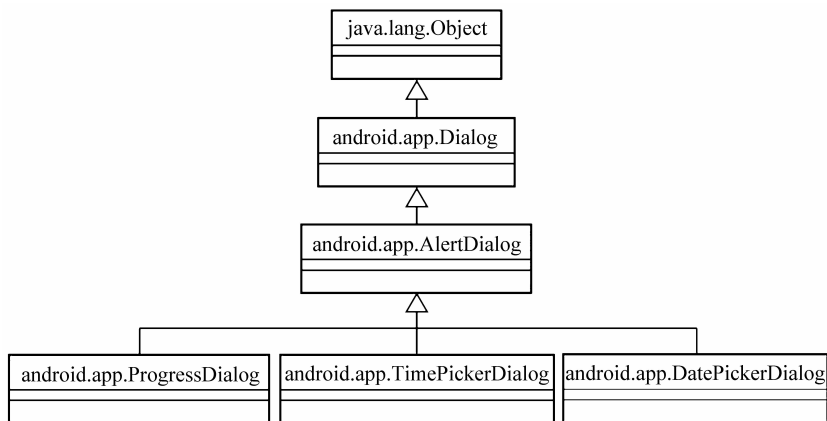 java.lang.Object
android.app.Dialog
android.app.AlertDialog
android.app.ProgressDialog
android.app.TimePickerDialog
android.app.DatePickerDialog